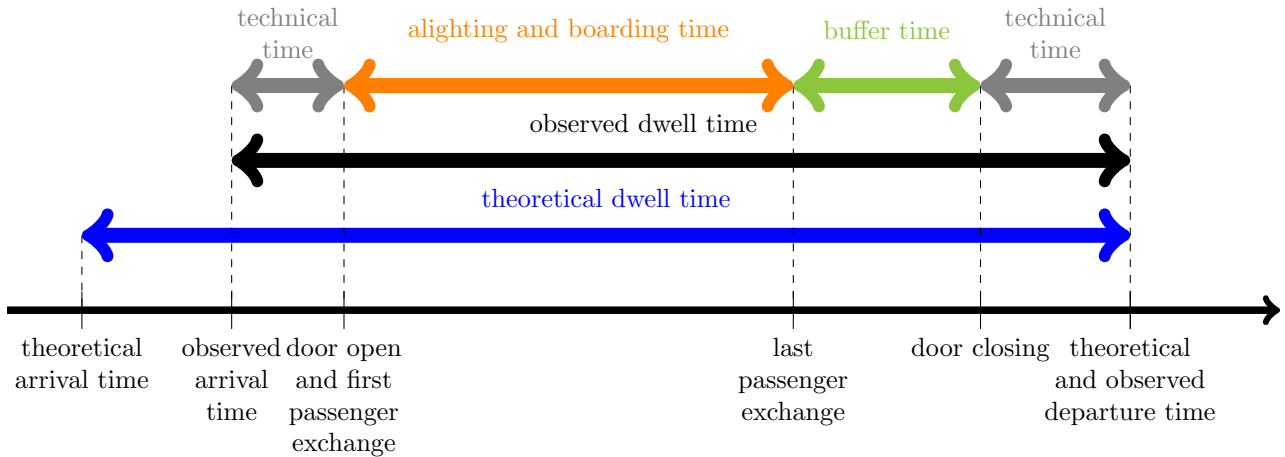 technical
time
alighting and boarding time
buffer time
technical
time
observed dwell time
theoretical dwell time
theoretical
arrival time
observed
arrival
time
door open
and first
passenger
exchange
last
passenger
exchange
door closing
theoretical
and observed
departure time